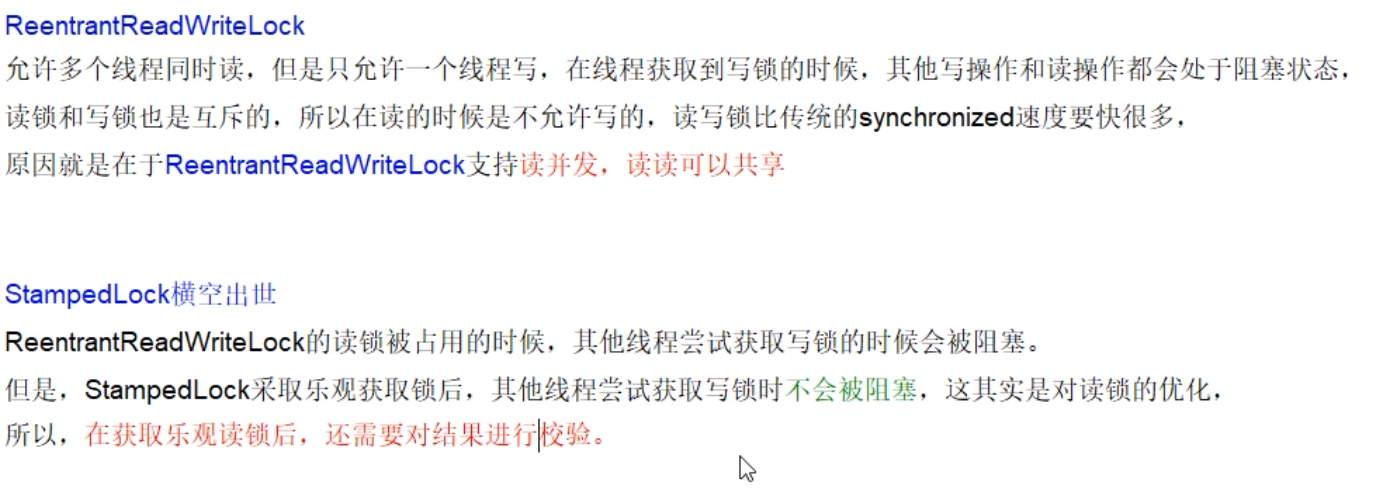 ReentrantReadWriteLock
允许多个线程同时读，但是只允许一个线程写，在线程获取到写锁的时候，其他写操作和读操作都会处于阻塞状态，
读锁和写锁也是互斥的，所以在读的时候是不允许写的，读写锁比传统的synchronized速度要快很多，
原因就是在于ReentrantReadWriteLock支持读并发，读读可以共享
StampedLock横空出世
ReentrantReadWriteLock的读锁被占用的时候，其他线程尝试获取写锁的时候会被阻塞。
但是，StampedLock采取乐观获取锁后，其他线程尝试获取写锁时不会被阻塞，这其实是对读锁的优化，
所以，在获取乐观读锁后，还需要对结果进行校验。